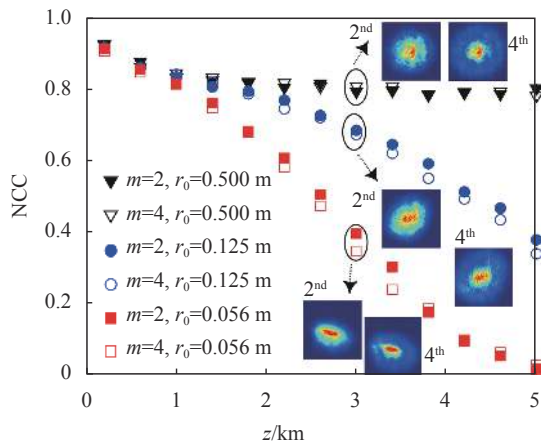 1.0
0.8
0.6
0.4
0.2
0
NCC
0
1
2
3
4
5
z/km
m=2, r₀=0.500 m
m=4, r₀=0.500 m
m=2, r₀=0.125 m
m=4, r₀=0.125 m
m=2, r₀=0.056 m
m=4, r₀=0.056 m
2nd
4th
2nd
4th
2nd
4th